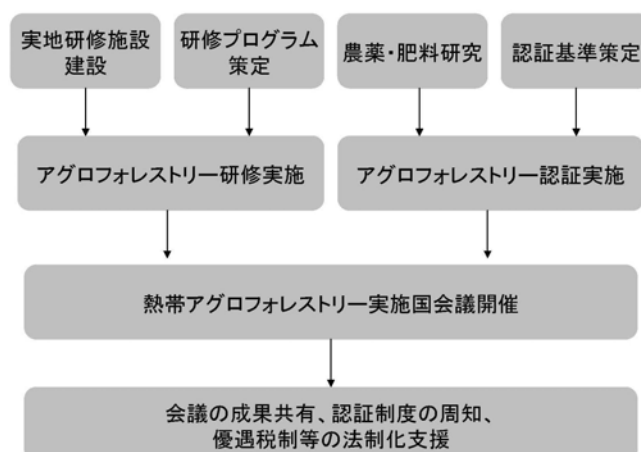 実地研修施設
建設
研修プログラム
策定
農薬・肥料研究
認証基準策定
アグロフォレストリー研修実施
アグロフォレストリー認証実施
熱帯アグロフォレストリー実施国会議開催
会議の成果共有、認証制度の周知、
優遇税制等の法制化支援